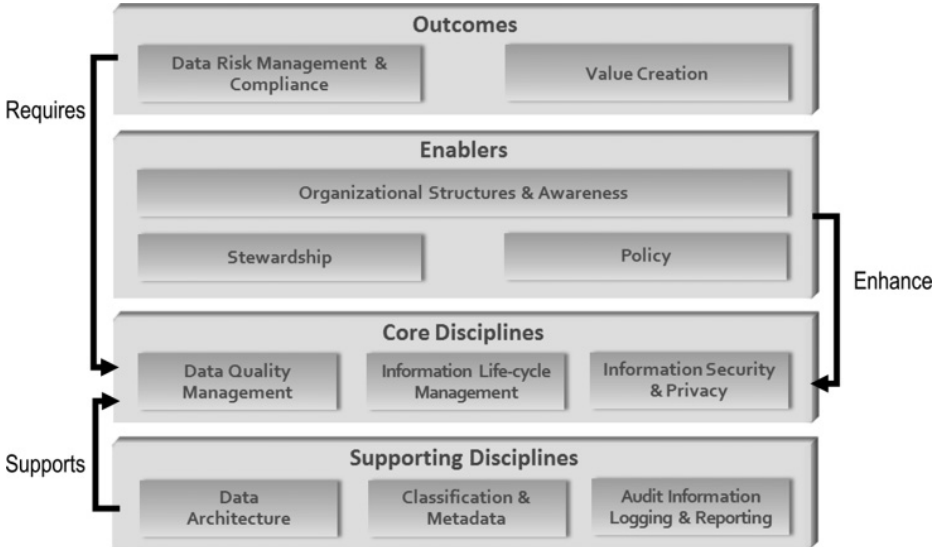 Outcomes
Data Risk Management &
Compliance
Value Creation
Requires
Enablers
Organizational Structures & Awareness
Stewardship
Policy
Enhance
Core Disciplines
Data Quality
Management
Information Life-cycle
Management
Information Security
& Privacy
Supports
Supporting Disciplines
Data
Architecture
Classification &
Metadata
Audit Information
Logging & Reporting